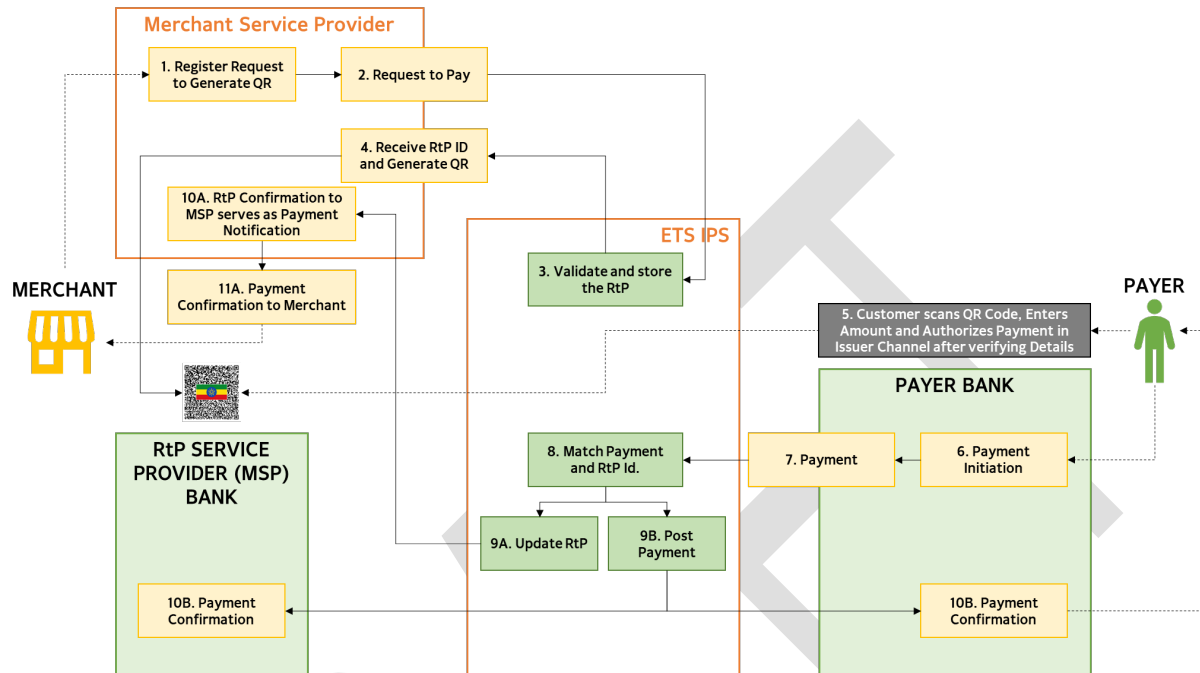 Merchant Service Provider
1. Register Request
to Generate QR
2. Request to Pay
4. Receive RtP ID
and Generate QR
10A. RtP Confirmation to
MSP serves as Payment
Notification
ETS IPS
3. Validate and store
the RtP
11A. Payment
Confirmation to Merchant
MERCHANT
PAYER
5. Customer scans QR Code, Enters
Amount and Authorizes Payment in
Issuer Channel after verifying Details
PAYER BANK
RtP SERVICE
PROVIDER (MSP)
BANK
8. Match Payment
and RtP Id.
7. Payment
6. Payment
Initiation
9A. Update RtP
9B. Post
Payment
10B. Payment
Confirmation
10B. Payment
Confirmation